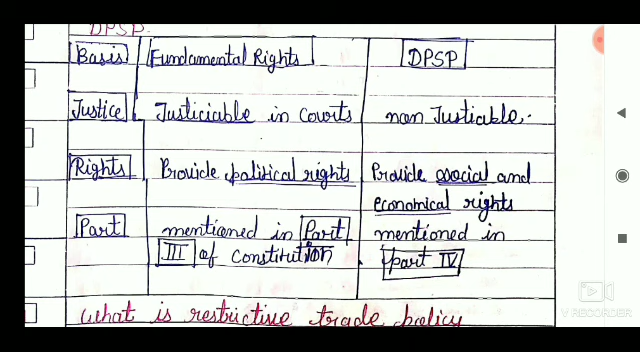 DPSP.
Basis Fundamental Rights DPSP
Justice Justiciable in Courts non Justiable.
Rights Provide political rights Provide social and
economical rights
Part mentioned in Part mentioned in
III of constitution. part IV
what is restrictive trade policy
V RECORDER